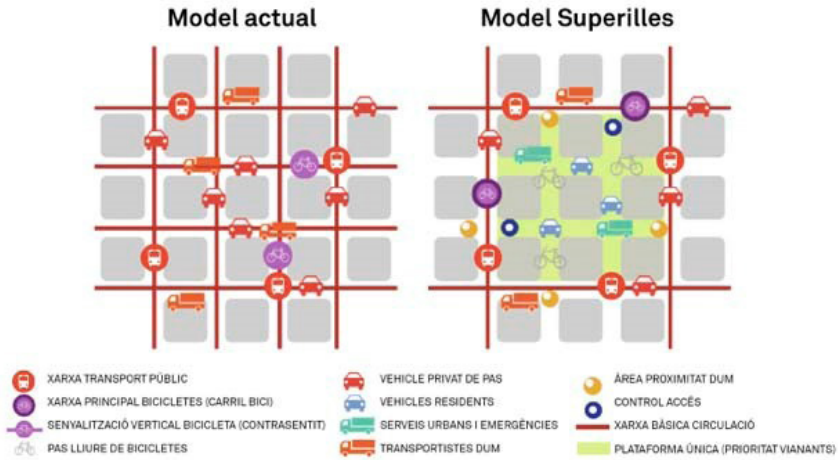 Model actual
Model Superilles
XARXA TRANSPORT PÚBLIC
XARXA PRINCIPAL BICICLETES (CARRIL BICI)
SENYALITZACIÓ VERTICAL BICICLETA (CONTRASENTIT)
PAS LLIURE DE BICICLETES
VEHICLE PRIVAT DE PAS
VEHICLES RESIDENTS
SERVEIS URBANS I EMERGÈNCIES
TRANSPORTISTES DUM
ÀREA PROXIMITAT DUM
CONTROL ACCÉS
XARXA BÀSICA CIRCULACIÓ
PLATAFORMA ÚNICA (PRIORITAT VIANANTS)